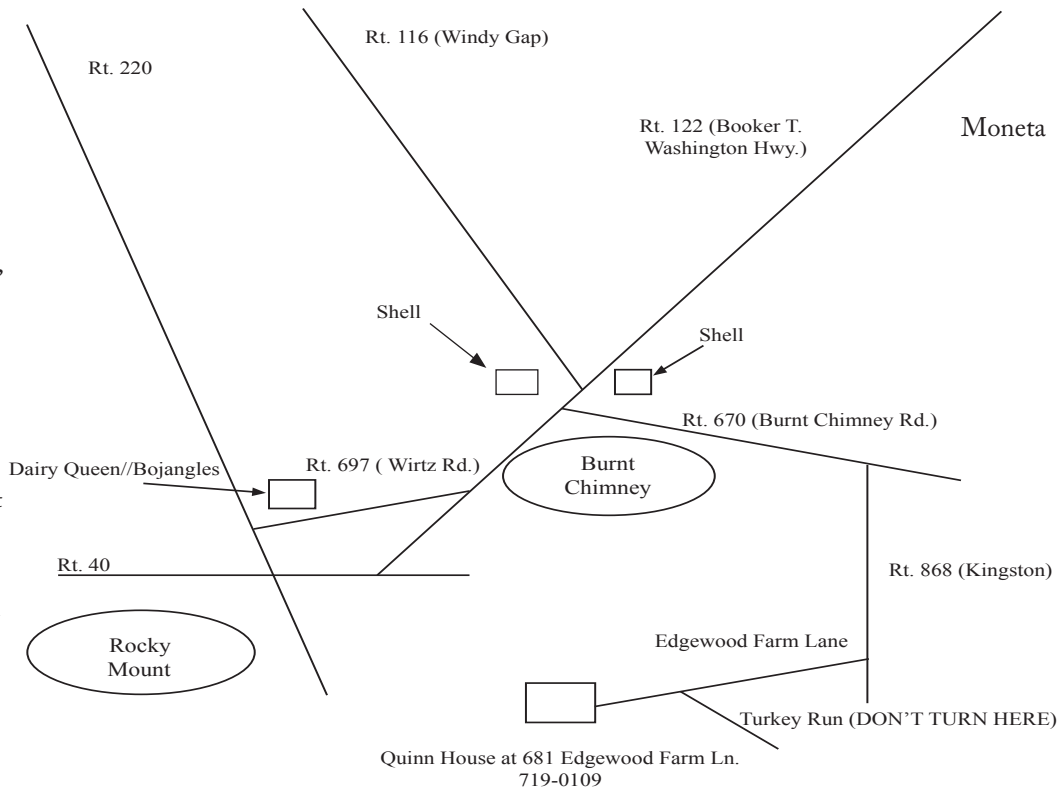 Rt. 116 (Windy Gap)
Rt. 220
Rt. 122 (Booker T.
Washington Hwy.)
Moneta
,
Shell
Shell
Rt. 670 (Burnt Chimney Rd.)
Dairy Queen//Bojangles
Rt. 697 ( Wirtz Rd.)
Burnt
Chimney
Rt. 40
Rt. 868 (Kingston)
Rocky
Mount
Edgewood Farm Lane
Turkey Run (DON’T TURN HERE)
Quinn House at 681 Edgewood Farm Ln.
719-0109